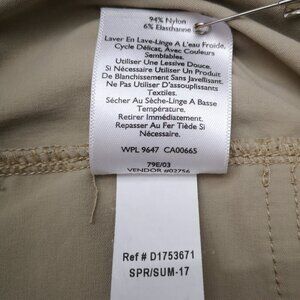 94% Nylon
6% Elasthanne
Laver En Lave-Linge A L'eau Froide,
Cycle Délicat, Avec Couleurs
Semblables.
Utiliser Une Lessive Douce.
Si Nécessaire Utiliser Un Produit
De Blanchissement Sans Javellisant.
Ne Pas Utiliser D'assouplissants
Textiles.
Sécher Au Sèche-Linge A Basse
Température.
Retirer Immédiatement.
Repasser Au Fer Tiède Si
Nécessaire.
WPL 9647 CA00665
79E/03
VENDOR #02756
Ref # D1753671
SPR/SUM-17